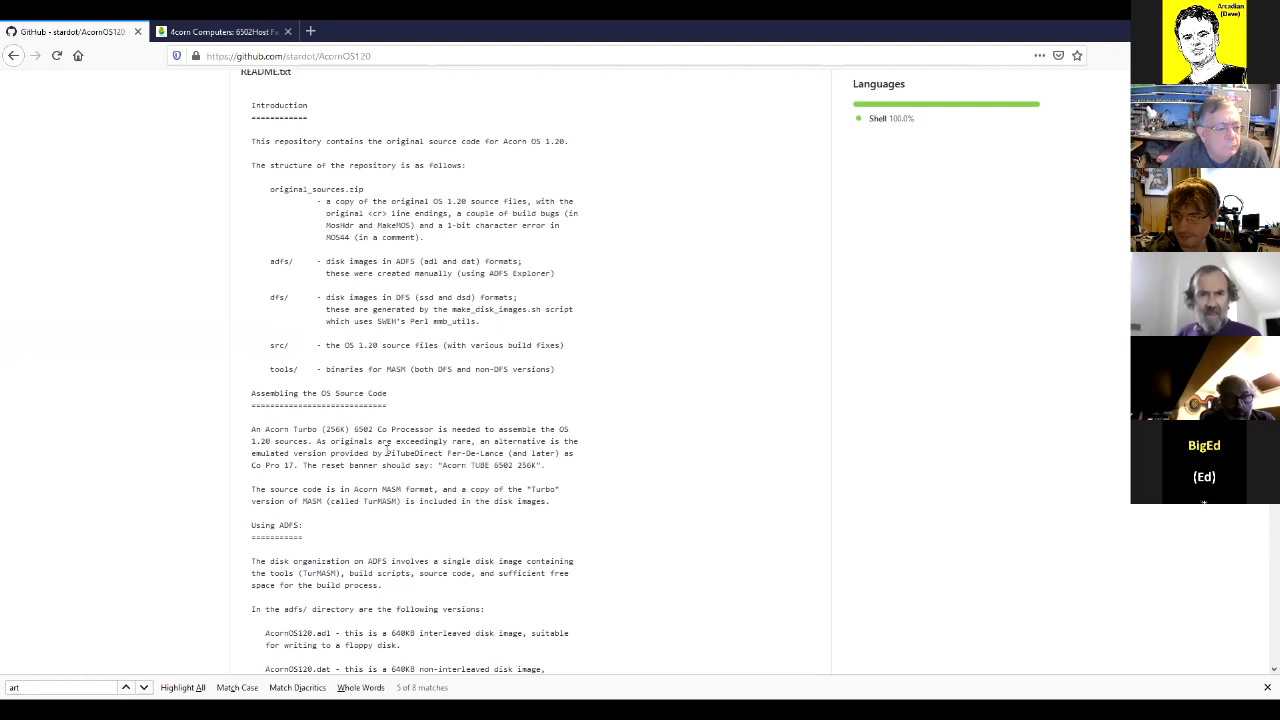 GitHub - stardot/AcornOS120
4corn Computers: 6502Host Fe
https://github.com/stardot/AcornOS120
README.txt
Introduction
============
This repository contains the original source code for Acorn OS 1.20.
The structure of the repository is as follows:
original_sources.zip
- a copy of the original OS 1.20 source files, with the
original <cr> line endings, a couple of build bugs (in
MosHdr and MakeMOS) and a 1-bit character error in
MOS44 (in a comment).
adfs/ - disk images in ADFS (adl and dat) formats;
these were created manually (using ADFS Explorer)
dfs/ - disk images in DFS (ssd and dsd) formats;
these are generated by the make_disk_images.sh script
which uses SWEH's Perl mmb_utils.
src/ - the OS 1.20 source files (with various build fixes)
tools/ - binaries for MASM (both DFS and non-DFS versions)
Assembling the OS Source Code
=============================
An Acorn Turbo (256K) 6502 Co Processor is needed to assemble the OS
1.20 sources. As originals are exceedingly rare, an alternative is the
emulated version provided by PiTubeDirect Fer-De-Lance (and later) as
Co Pro 17. The reset banner should say: "Acorn TUBE 6502 256K".
The source code is in Acorn MASM format, and a copy of the "Turbo"
version of MASM (called TurMASM) is included in the disk images.
Using ADFS:
===========
The disk organization on ADFS involves a single disk image containing
the tools (TurMASM), build scripts, source code, and sufficient free
space for the build process.
In the adfs/ directory are the following versions:
AcornOS120.adl - this is a 640KB interleaved disk image, suitable
for writing to a floppy disk.
AcornOS120.dat - this is a 640KB non-interleaved disk image,
Languages
Shell 100.0%
art
Highlight All
Match Case
Match Diacritics
Whole Words
5 of 8 matches
Arcadian
(Dave)
BigEd
(Ed)